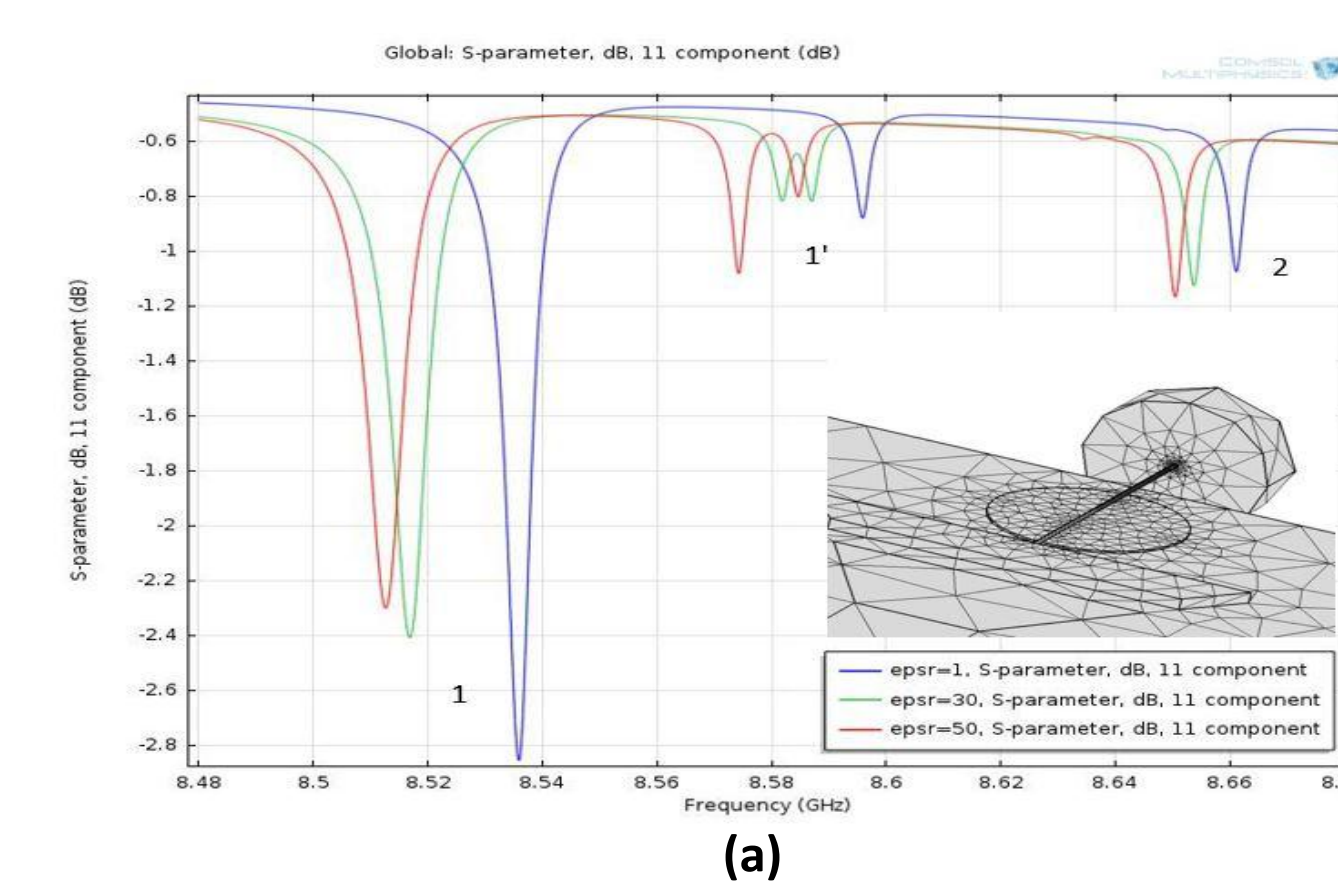 Global: S-parameter, dB, 11 component (dB)
COMSOL
MULTIPHYSICS
S-parameter, dB, 11 component (dB)
-0.6
-0.8
-1
-1.2
-1.4
-1.6
-1.8
-2
-2.2
-2.4
-2.6
-2.8
1
1'
2
epsr=1, S-parameter, dB, 11 component
epsr=30, S-parameter, dB, 11 component
epsr=50, S-parameter, dB, 11 component
8.48 8.5 8.52 8.54 8.56 8.58 8.6 8.62 8.64 8.66 8.
Frequency (GHz)
(a)